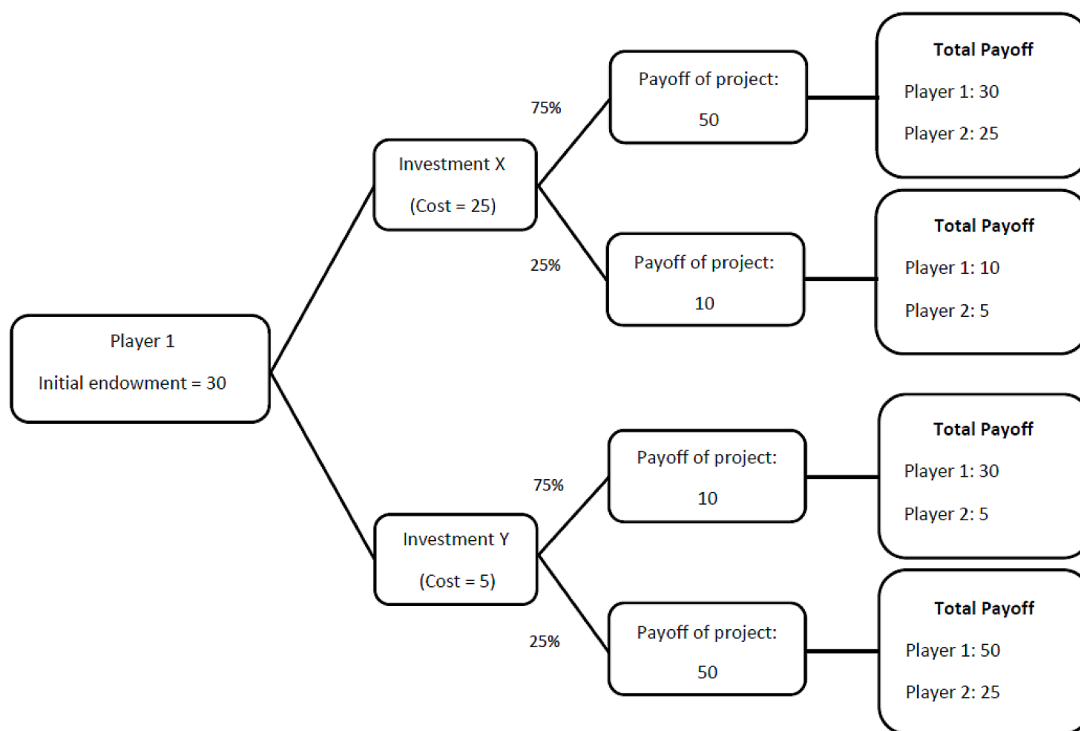 Player 1
Initial endowment = 30
Investment X
(Cost = 25)
75%
25%
Payoff of project:
50
Total Payoff
Player 1: 30
Player 2: 25
Payoff of project:
10
Total Payoff
Player 1: 10
Player 2: 5
Investment Y
(Cost = 5)
75%
25%
Payoff of project:
10
Total Payoff
Player 1: 30
Player 2: 5
Payoff of project:
50
Total Payoff
Player 1: 50
Player 2: 25